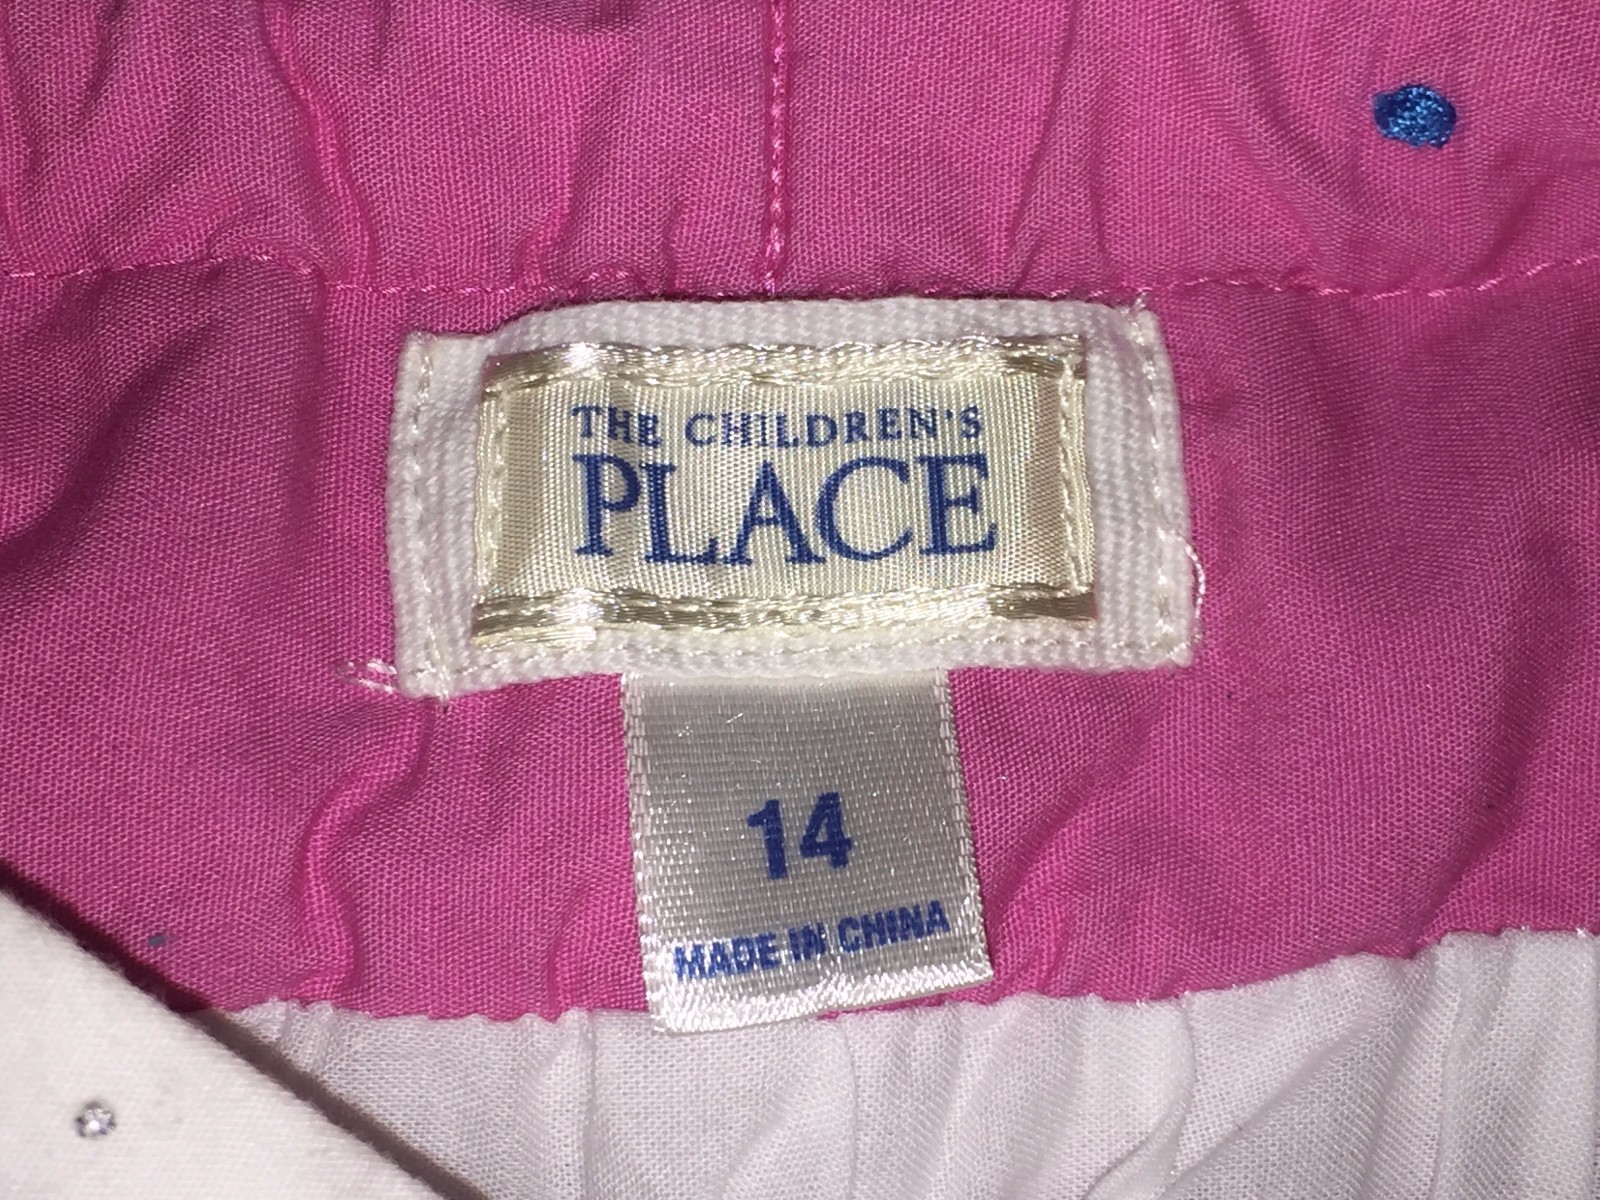 THE CHILDREN'S
PLACE
14
MADE IN CHINA